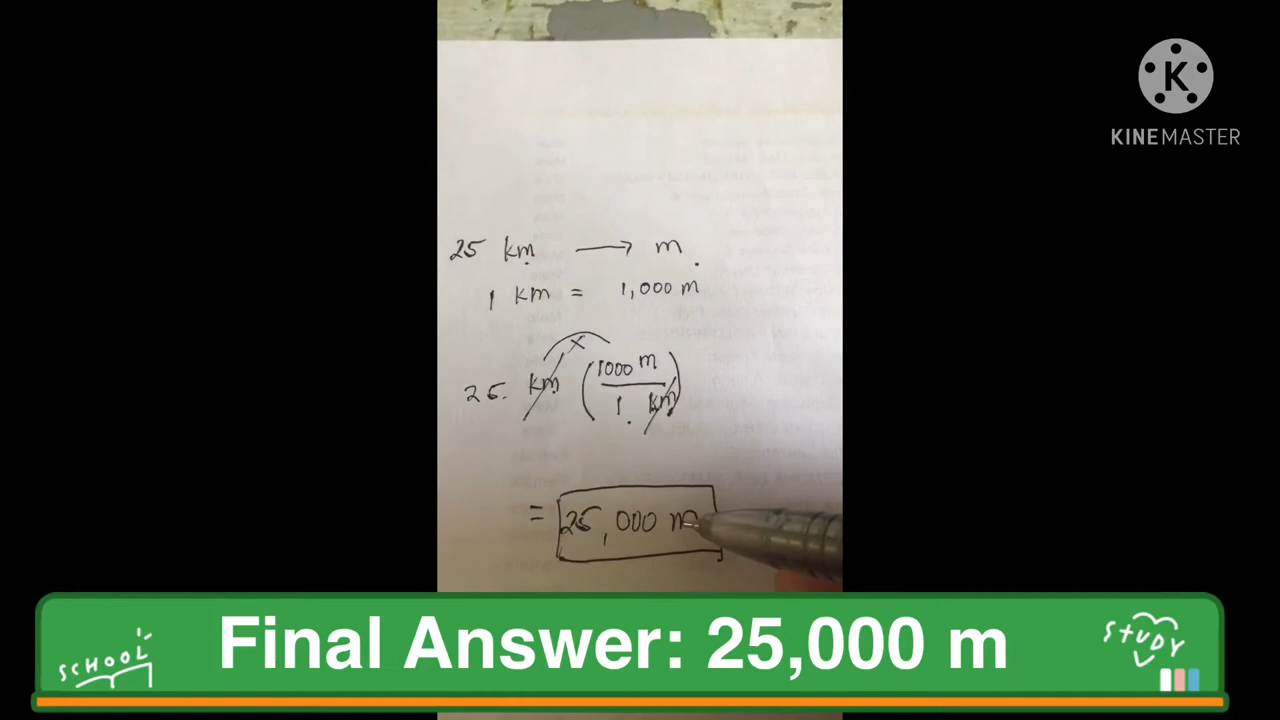 K
KINEMASTER
25 km → m
1 km = 1,000 m
x
25 km (1000 m / 1 km)
= 25,000 m
Final Answer: 25,000 m
SCHOOL
STUDY